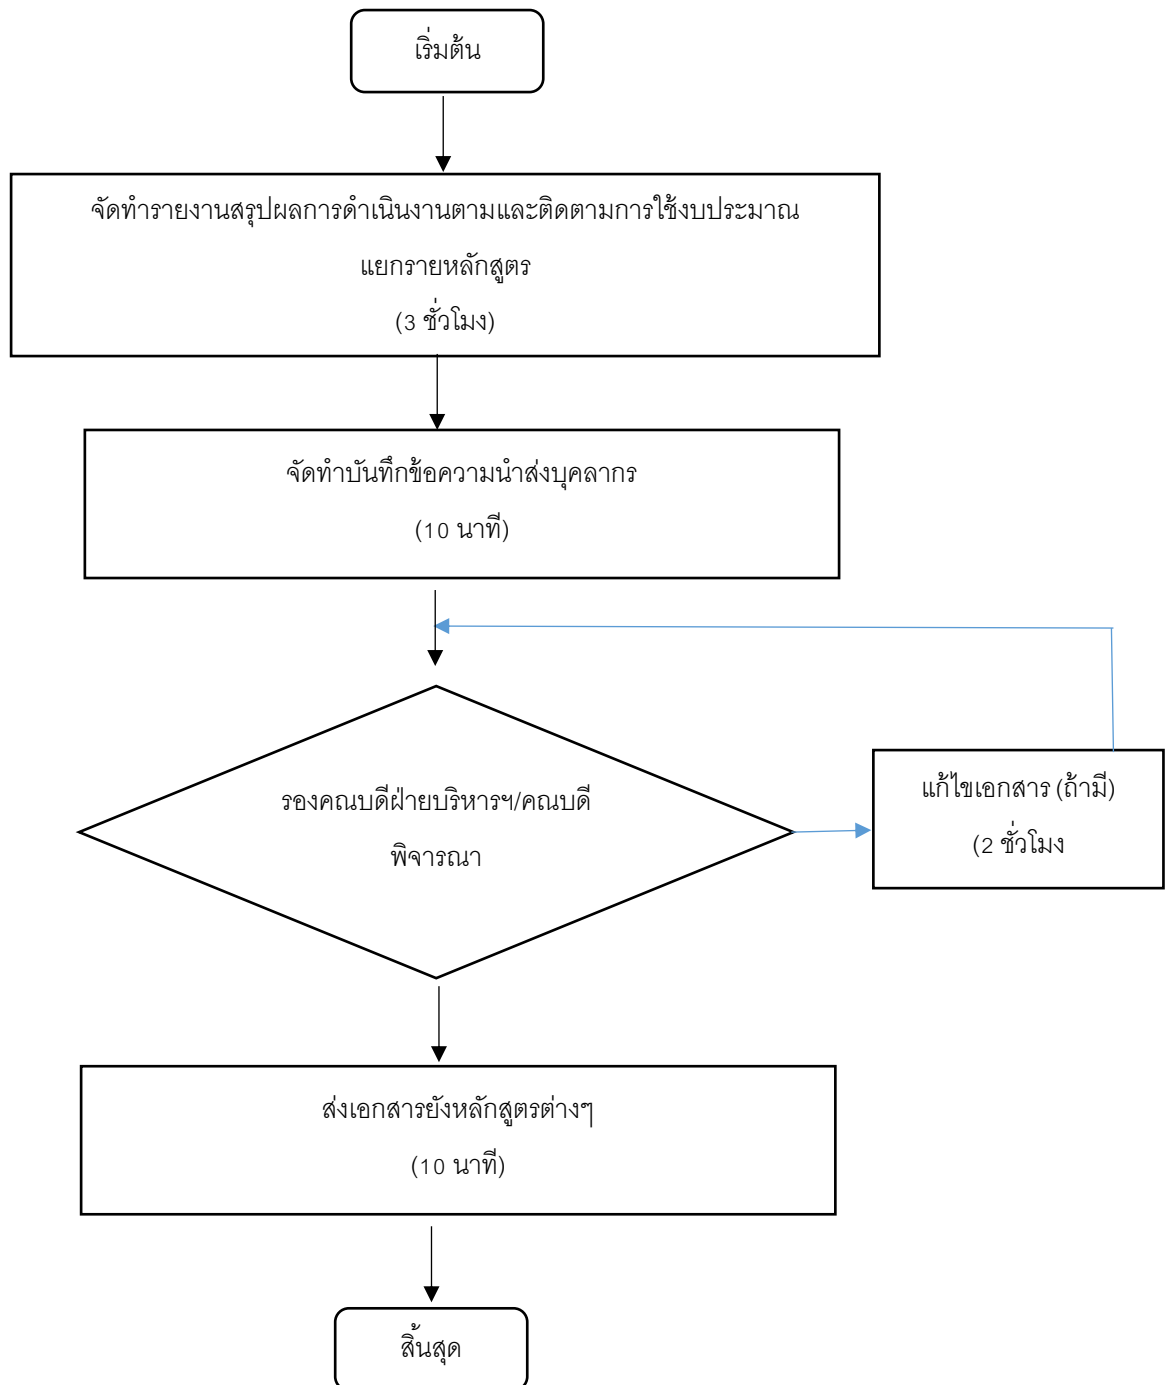 เริ่มต้น
จัดทำรายงานสรุปผลการดำเนินงานตามและติดตามการใช้งบประมาณ
แยกรายหลักสูตร
(3 ชั่วโมง)
จัดทำบันทึกข้อความนำส่งบุคลากร
(10 นาที)
รองคณบดีฝ่ายบริหารฯ/คณบดี
พิจารณา
แก้ไขเอกสาร (ถ้ามี)
(2 ชั่วโมง
ส่งเอกสารยังหลักสูตรต่างๆ
(10 นาที)
สิ้นสุด